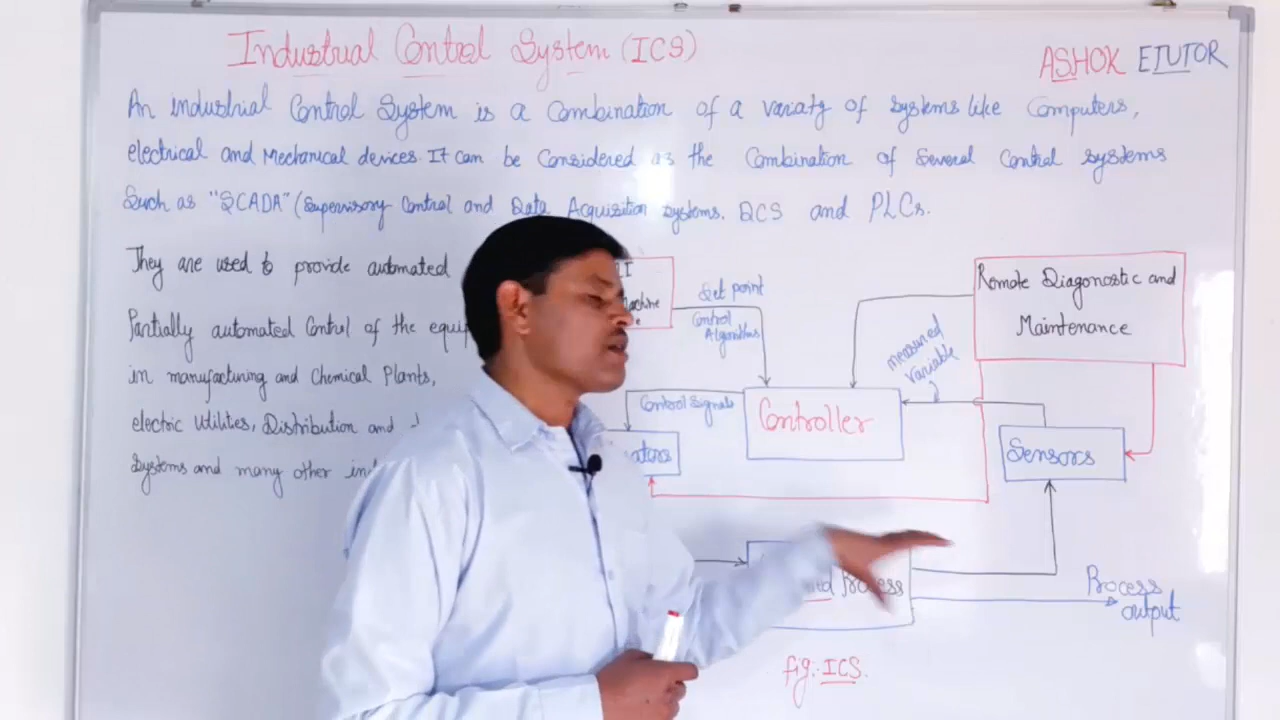 Industrial Control System (ICS)
ASHOK ETUTOR
An industrial Control System is a Combination of a variaty of systems like Computers,
electrical and Mechanical devices. It can be Considered as the Combination of Several Control systems
Such as "SCADA" (Supervisory Control and Data Acquisition systems. DCS and PLCs.
They are used to provide automated
Partially automated Control of the equip
in manufacturing and Chemical Plants,
electric Utilities, Distribution and
Systems and many other in
Set point
Control
Algorithms
Remote Diagonostic and
Maintenance
measured
variable
Control Signals
Controller
Sensors
Process
Process
output
fig:- ICS.